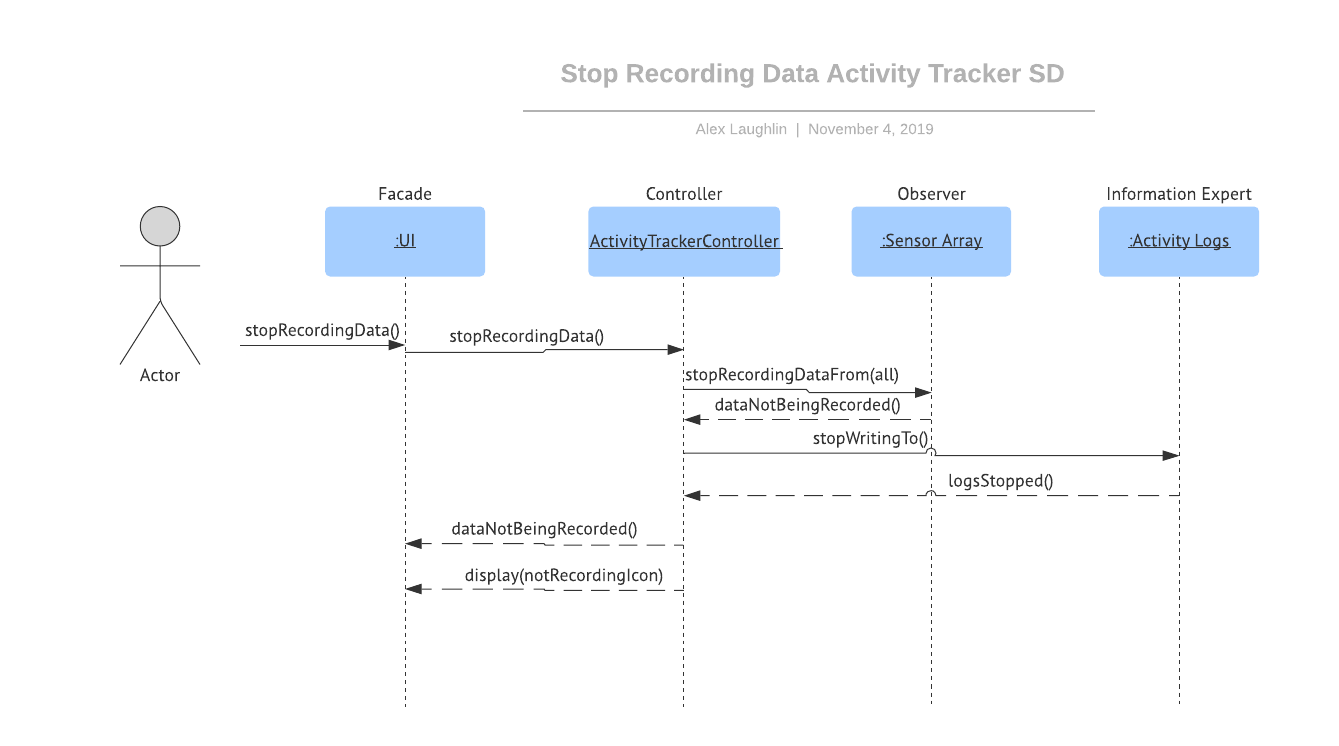 Stop Recording Data Activity Tracker SD
Alex Laughlin | November 4, 2019
Facade
Controller
Observer
Information Expert
:UI
ActivityTrackerController
:Sensor Array
:Activity Logs
Actor
stopRecordingData()
stopRecordingData()
stopRecordingDataFrom(all)
dataNotBeingRecorded()
stopWritingTo()
logsStopped()
dataNotBeingRecorded()
display(notRecordingIcon)